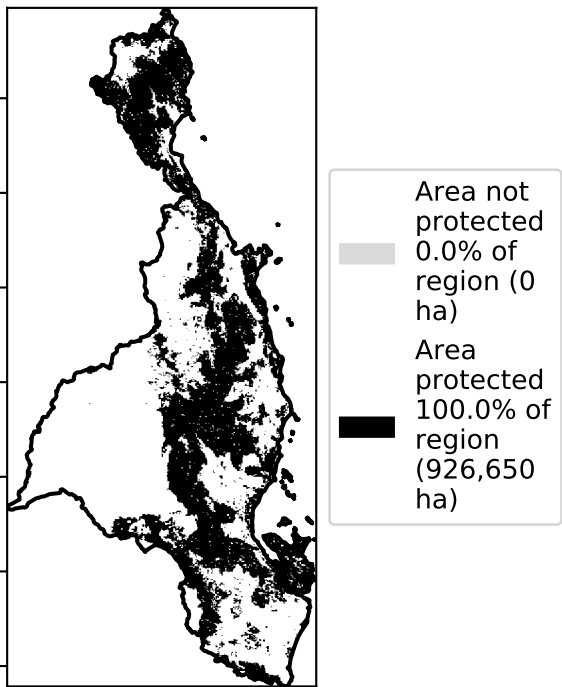 Area not
protected
0.0% of
region (0
ha)
Area
protected
100.0% of
region
(926,650
ha)